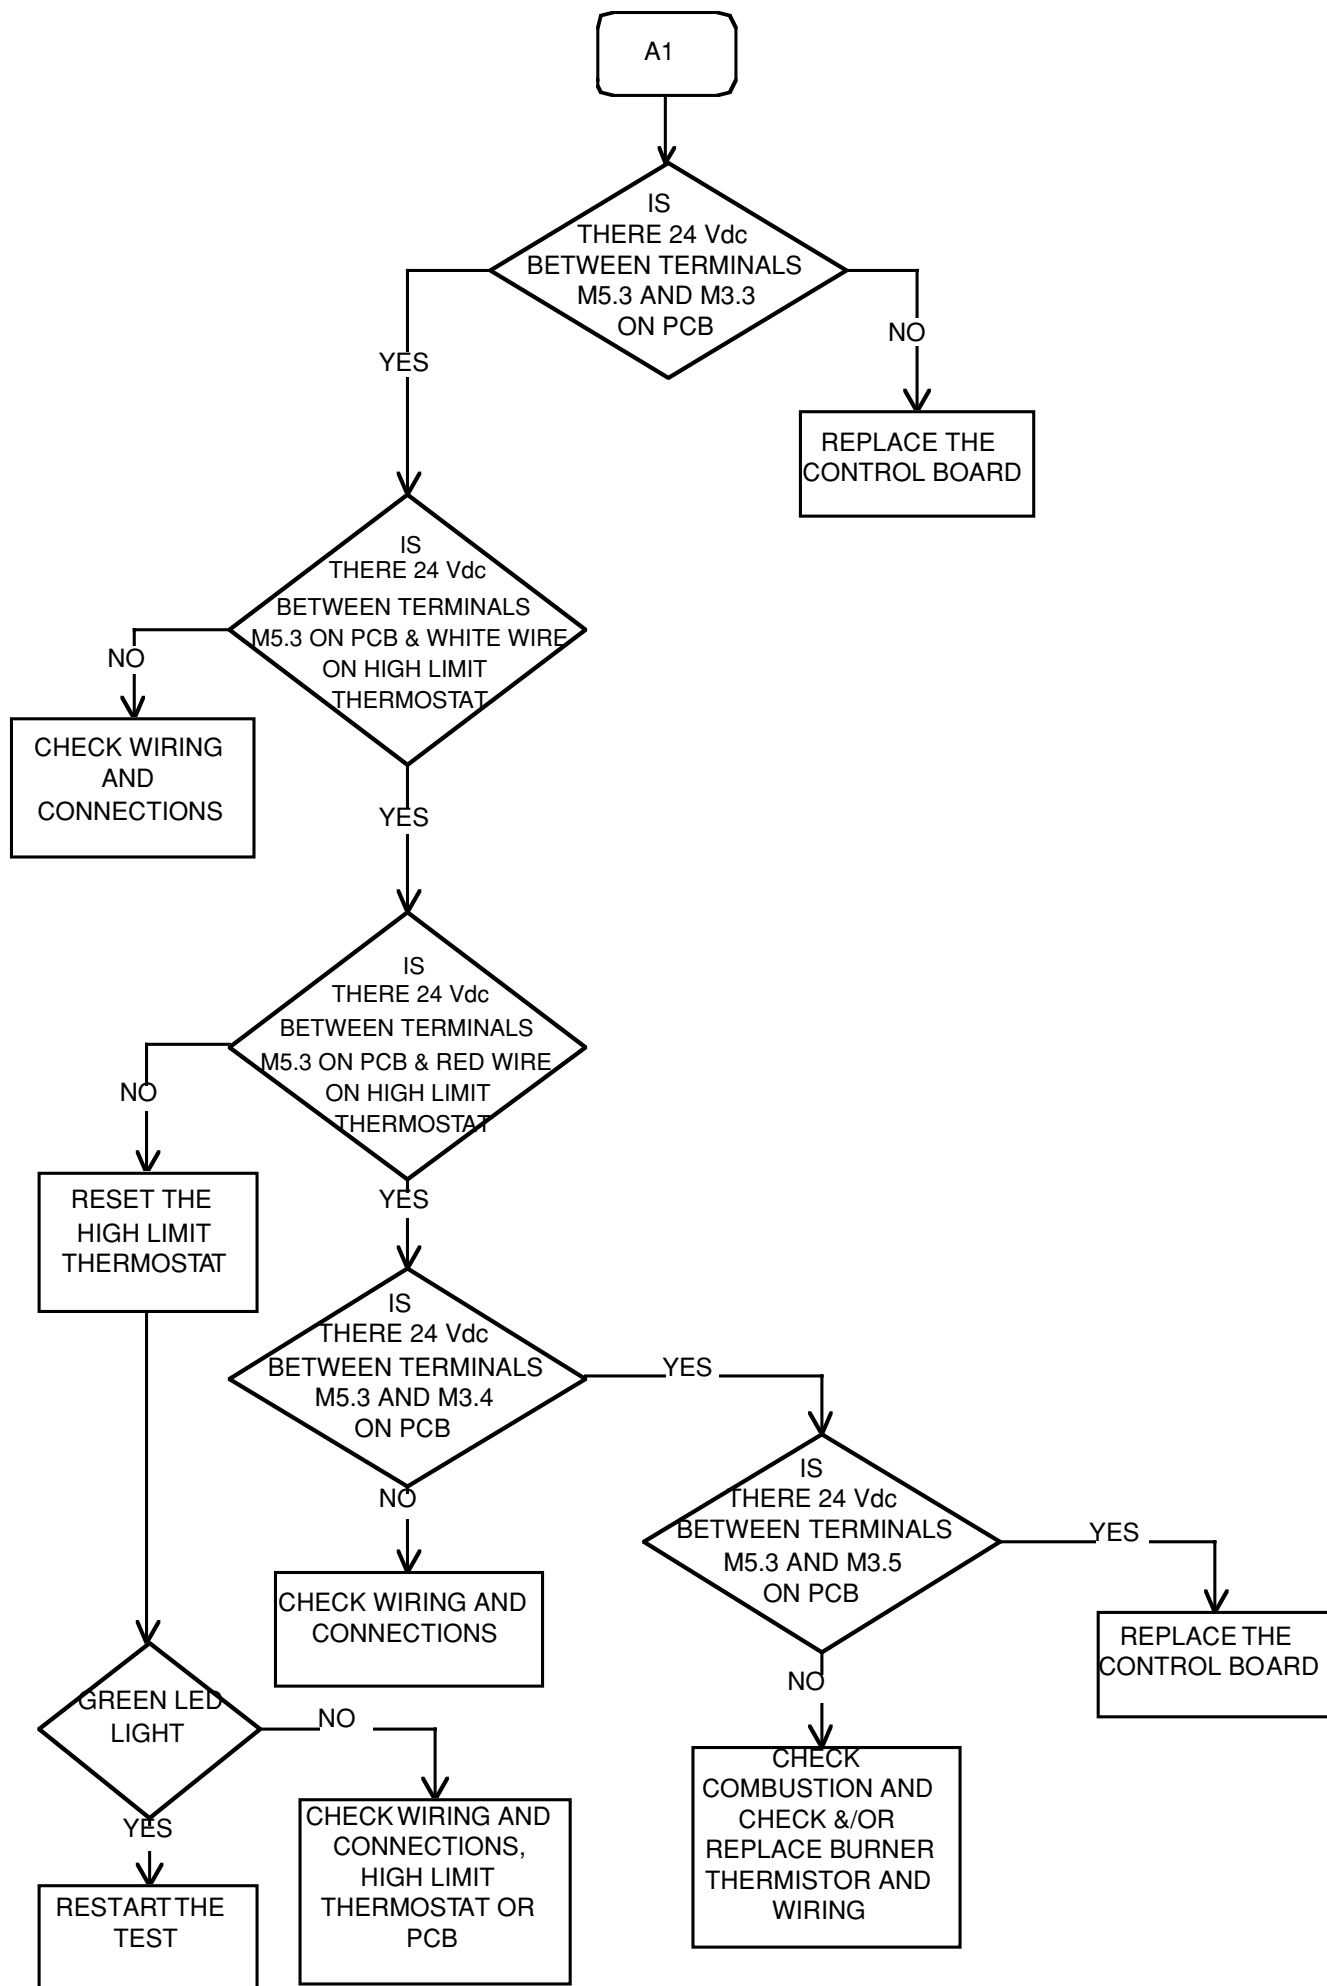 A1
IS
THERE 24 Vdc
BETWEEN TERMINALS
M5.3 AND M3.3
ON PCB
YES
NO
REPLACE THE
CONTROL BOARD
IS
THERE 24 Vdc
BETWEEN TERMINALS
M5.3 ON PCB & WHITE WIRE
ON HIGH LIMIT
THERMOSTAT
NO
CHECK WIRING
AND
CONNECTIONS
YES
IS
THERE 24 Vdc
BETWEEN TERMINALS
M5.3 ON PCB & RED WIRE
ON HIGH LIMIT
THERMOSTAT
NO
RESET THE
HIGH LIMIT
THERMOSTAT
YES
IS
THERE 24 Vdc
BETWEEN TERMINALS
M5.3 AND M3.4
ON PCB
YES
NO
CHECK WIRING AND
CONNECTIONS
IS
THERE 24 Vdc
BETWEEN TERMINALS
M5.3 AND M3.5
ON PCB
YES
REPLACE THE
CONTROL BOARD
NO
CHECK
COMBUSTION AND
CHECK &/OR
REPLACE BURNER
THERMISTOR AND
WIRING
GREEN LED
LIGHT
NO
CHECK WIRING AND
CONNECTIONS,
HIGH LIMIT
THERMOSTAT OR
PCB
YES
RESTART THE
TEST